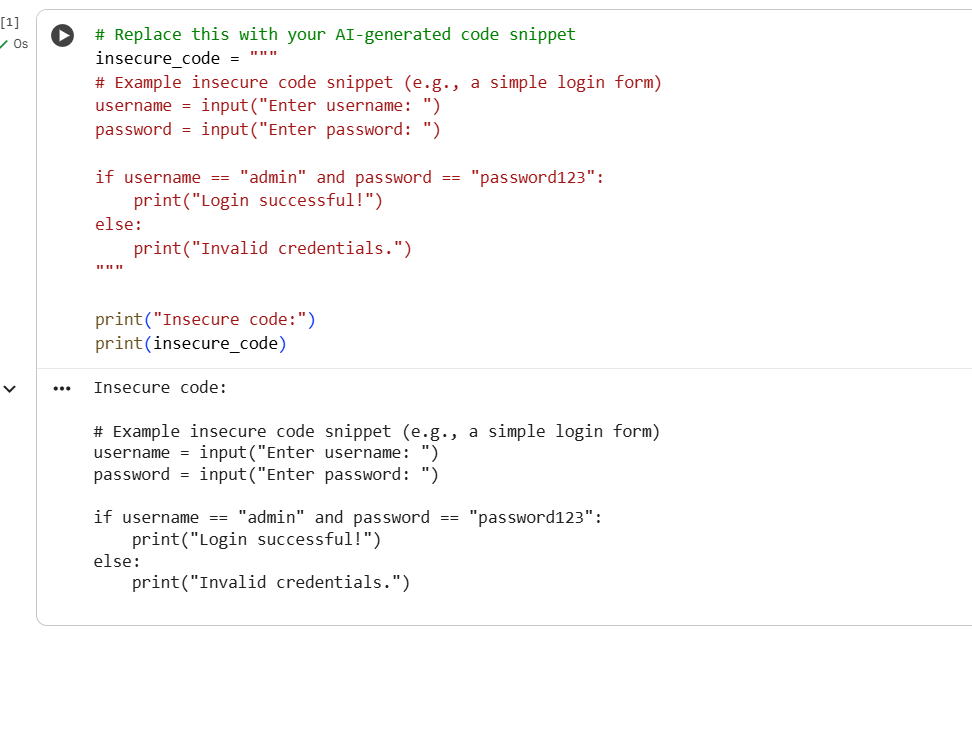 [1]
0s
# Replace this with your AI-generated code snippet
insecure_code = """
# Example insecure code snippet (e.g., a simple login form)
username = input("Enter username: ")
password = input("Enter password: ")
if username == "admin" and password == "password123":
    print("Login successful!")
else:
    print("Invalid credentials.")
"""
print("Insecure code:")
print(insecure_code)
Insecure code:
# Example insecure code snippet (e.g., a simple login form)
username = input("Enter username: ")
password = input("Enter password: ")
if username == "admin" and password == "password123":
    print("Login successful!")
else:
    print("Invalid credentials.")